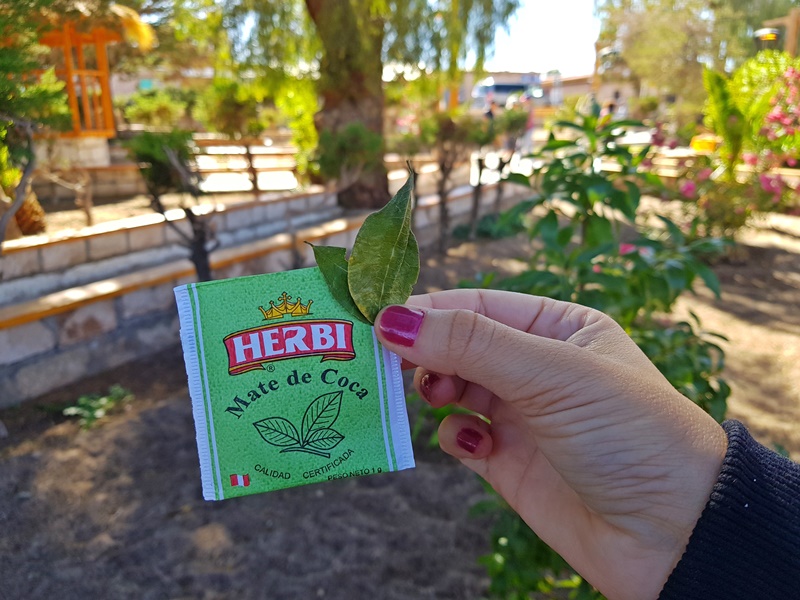 HERBI
®
Mate de Coca
CALIDAD CERTIFICADA
PESO NETO 1 g